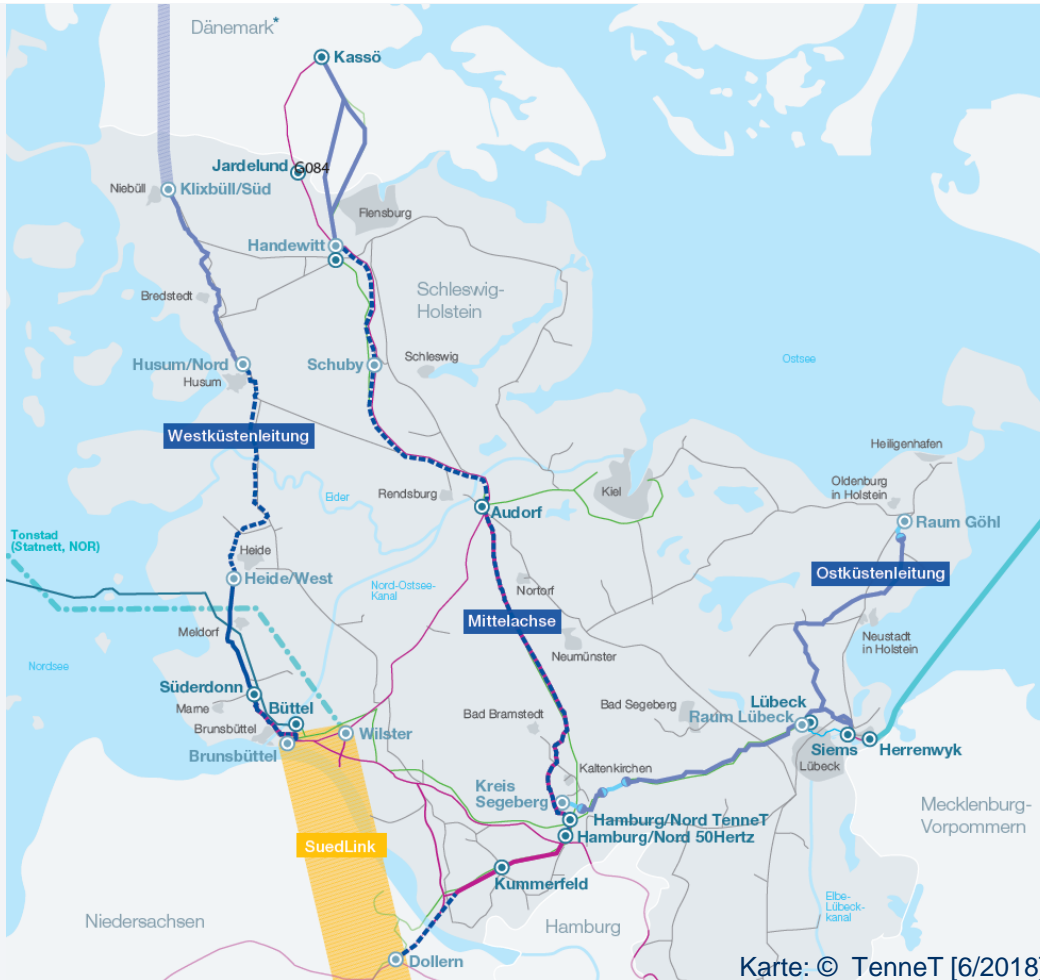 Dänemark*
Kassö
Jardelund
G084
Niebüll
Klixbüll/Süd
Flensburg
Handewitt
Schleswig-
Holstein
Bredstedt
Husum/Nord
Husum
Schuby
Schleswig
Ostsee
Westküstenleitung
Heiligenhafen
Eider
Rendsburg
Kiel
Oldenburg
in Holstein
Audorf
Raum Göhl
Tonstad
(Statnett, NOR)
Heide
Heide/West
Nord-Ostsee-
Kanal
Nortorf
Ostküstenleitung
Meldorf
Mittelachse
Neumünster
Neustadt
in Holstein
Nordsee
Süderdonn
Marne
Büttel
Brunsbüttel
Brunsbüttel
Wilster
Bad Bramstedt
Bad Segeberg
Lübeck
Raum Lübeck
Siems
Herrenwyk
Lübeck
Kaltenkirchen
Kreis
Segeberg
Hamburg/Nord TenneT
Hamburg/Nord 50Hertz
Mecklenburg-
Vorpommern
SuedLink
Kummerfeld
Elbe-
Lübeck-
kanal
Niedersachsen
Hamburg
Dollern
Karte: © TenneT [6/2018]